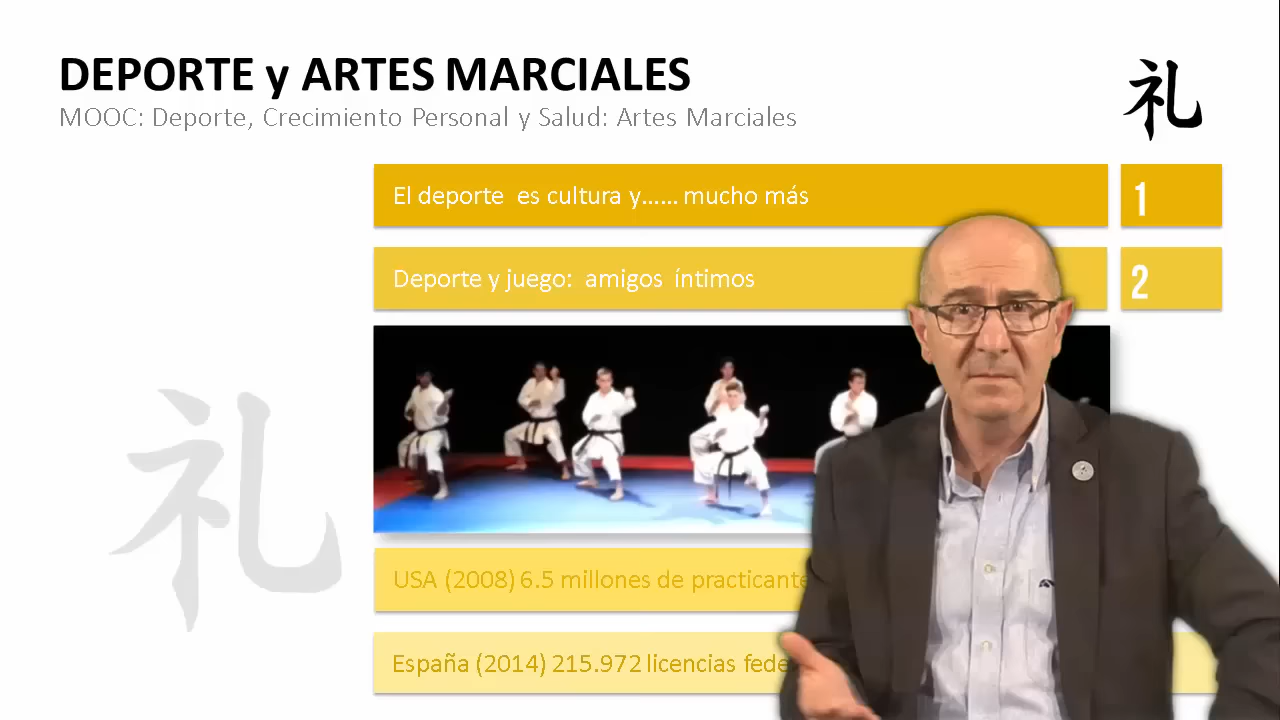 DEPORTE y ARTES MARCIALES
MOOC: Deporte, Crecimiento Personal y Salud: Artes Marciales
礼
El deporte es cultura y...... mucho más
1
Deporte y juego: amigos íntimos
2
礼
USA (2008) 6.5 millones de
España (2014) 215.972 licencias